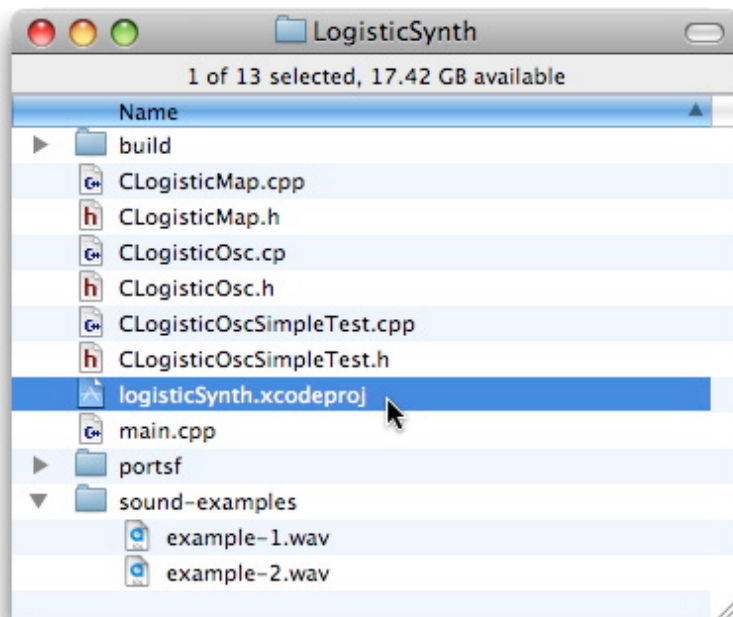 LogisticSynth
1 of 13 selected, 17.42 GB available
Name
build
CLogisticMap.cpp
CLogisticMap.h
CLogisticOsc.cp
CLogisticOsc.h
CLogisticOscSimpleTest.cpp
CLogisticOscSimpleTest.h
logisticSynth.xcodeproj
main.cpp
portsf
sound-examples
example-1.wav
example-2.wav